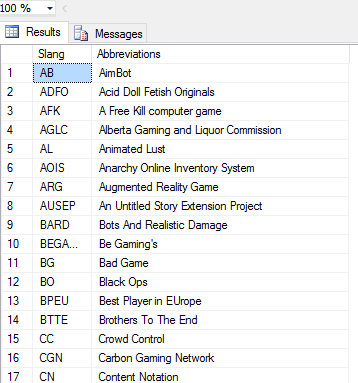 100 %
Results Messages
Slang Abbreviations
1 AB AimBot
2 ADFO Acid Doll Fetish Originals
3 AFK A Free Kill computer game
4 AGLC Alberta Gaming and Liquor Commission
5 AL Animated Lust
6 AOIS Anarchy Online Inventory System
7 ARG Augmented Reality Game
8 AUSEP An Untitled Story Extension Project
9 BARD Bots And Realistic Damage
10 BEGA... Be Gaming's
11 BG Bad Game
12 BO Black Ops
13 BPEU Best Player in EUrope
14 BTTE Brothers To The End
15 CC Crowd Control
16 CGN Carbon Gaming Network
17 CN Content Notation